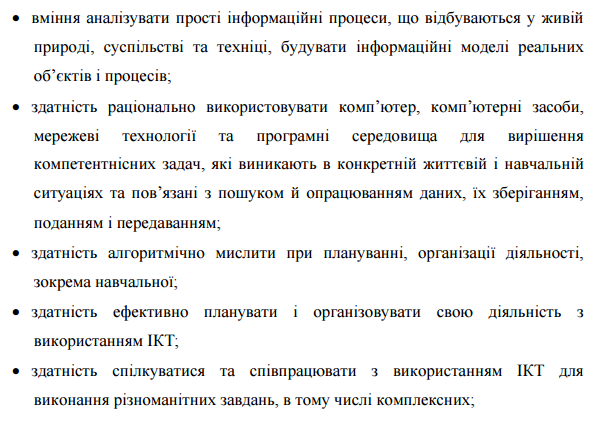 • вміння аналізувати прості інформаційні процеси, що відбуваються у живій
природі, суспільстві та техніці, будувати інформаційні моделі реальних
об’єктів і процесів;
• здатність раціонально використовувати комп’ютер, комп’ютерні засоби,
мережеві технології та програмні середовища для вирішення
компетентнісних задач, які виникають в конкретній життєвій і навчальній
ситуаціях та пов’язані з пошуком й опрацюванням даних, їх зберіганням,
поданням і передаванням;
• здатність алгоритмічно мислити при плануванні, організації діяльності,
зокрема навчальної;
• здатність ефективно планувати і організовувати свою діяльність з
використанням ІКТ;
• здатність спілкуватися та співпрацювати з використанням ІКТ для
виконання різноманітних завдань, в тому числі комплексних;